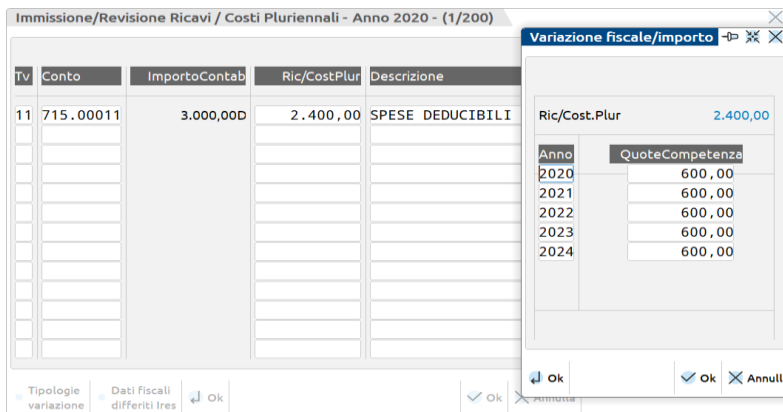 Immissione/Revisione Ricavi / Costi Pluriennali - Anno 2020 - (1/200)
Tv Conto ImportoContab Ric/CostPlur Descrizione
11 715.00011 3.000,00D 2.400,00 SPESE DEDUCIBILI
Tipologie variazione
Dati fiscali differiti Ires
Ok
Ok
Annulla
Variazione fiscale/importo
Ric/Cost.Plur 2.400,00
Anno QuoteCompetenza
2020 600,00
2021 600,00
2022 600,00
2023 600,00
2024 600,00
Ok
Ok
Annull